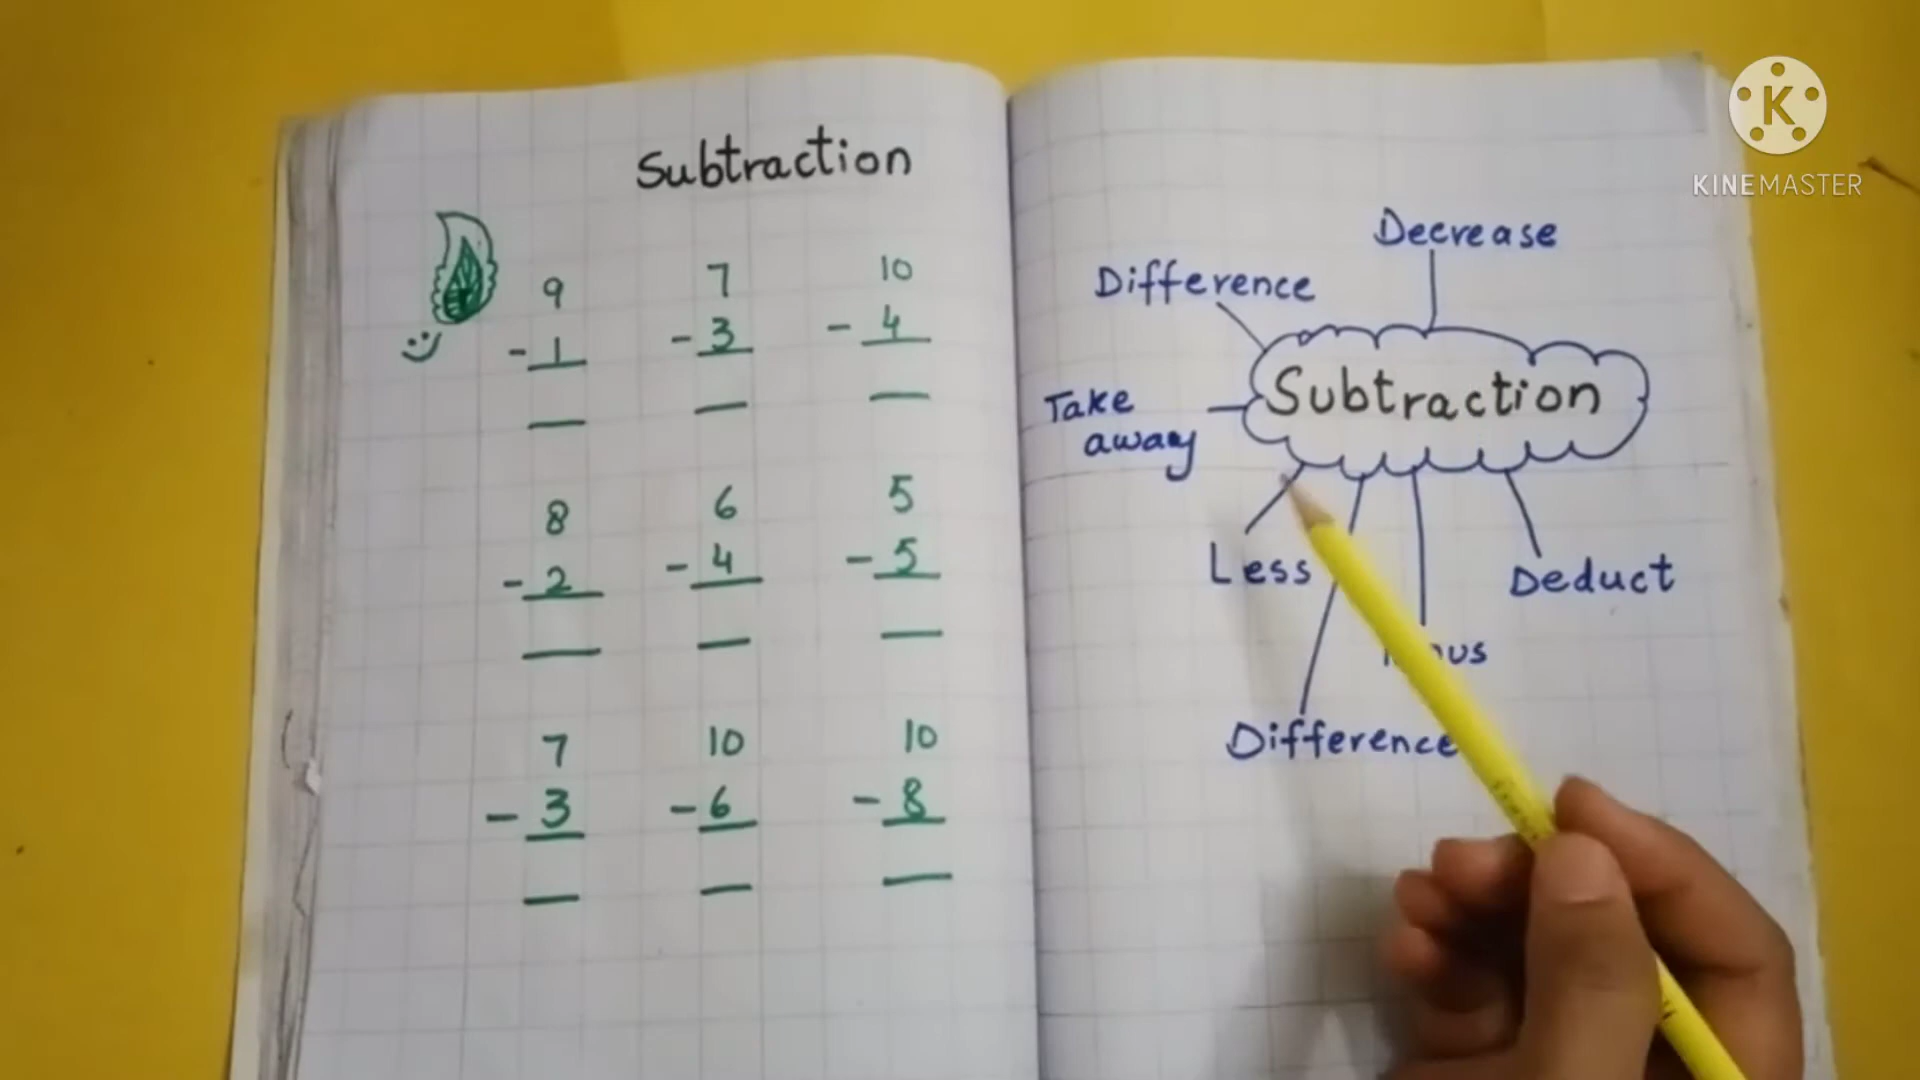 Subtraction
9 7 10
- 1 - 3 - 4
8 6 5
- 2 - 4 - 5
7 10 10
- 3 - 6 - 8
Decrease
Difference
Subtraction
Take
away
Less
Deduct
Difference
KINEMASTER